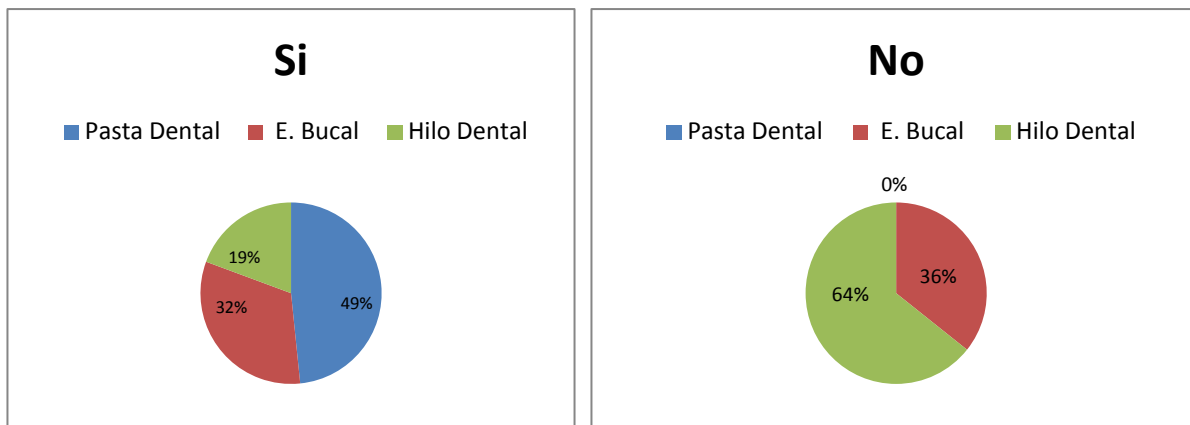 Si
Pasta Dental E. Bucal Hilo Dental
19%
49%
32%
No
Pasta Dental E. Bucal Hilo Dental
0%
36%
64%